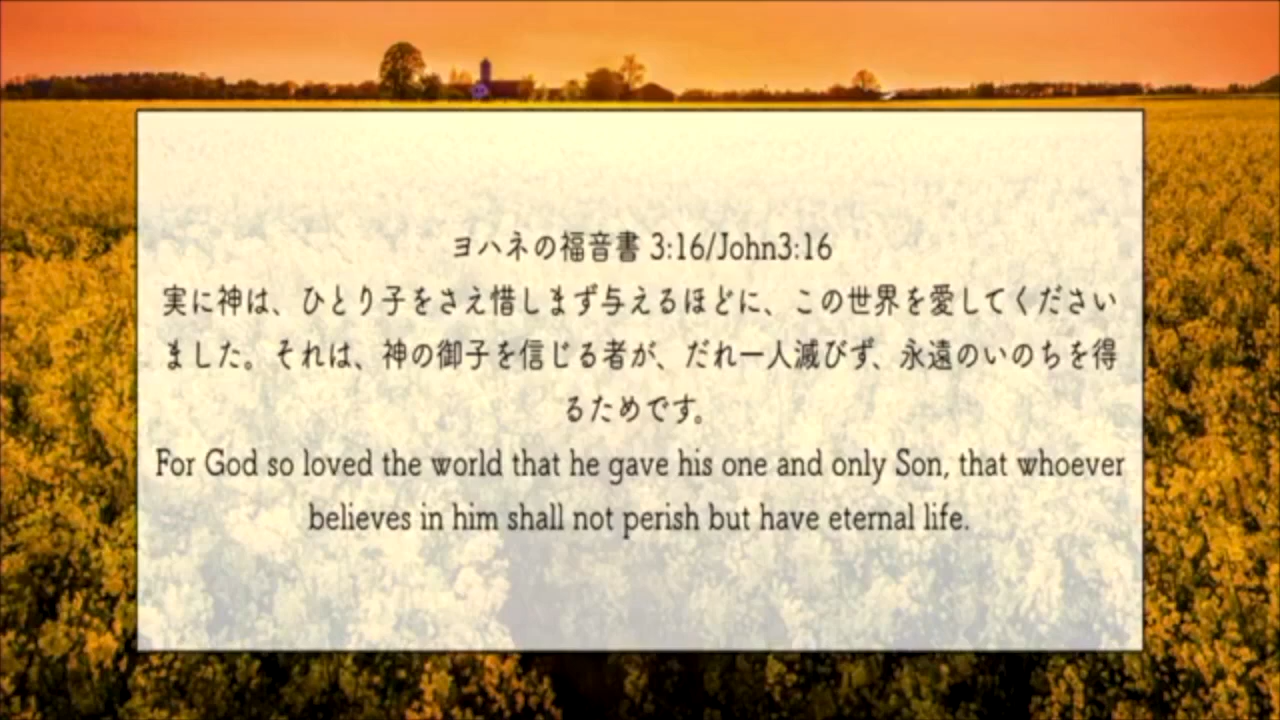 ヨハネの福音書 3:16/John3:16
実に神は、ひとり子をさえ惜しまず与えるほどに、この世界を愛してください
ました。それは、神の御子を信じる者が、だれ一人滅びず、永遠のいのちを得
るためです。
For God so loved the world that he gave his one and only Son, that whoever
believes in him shall not perish but have eternal life.